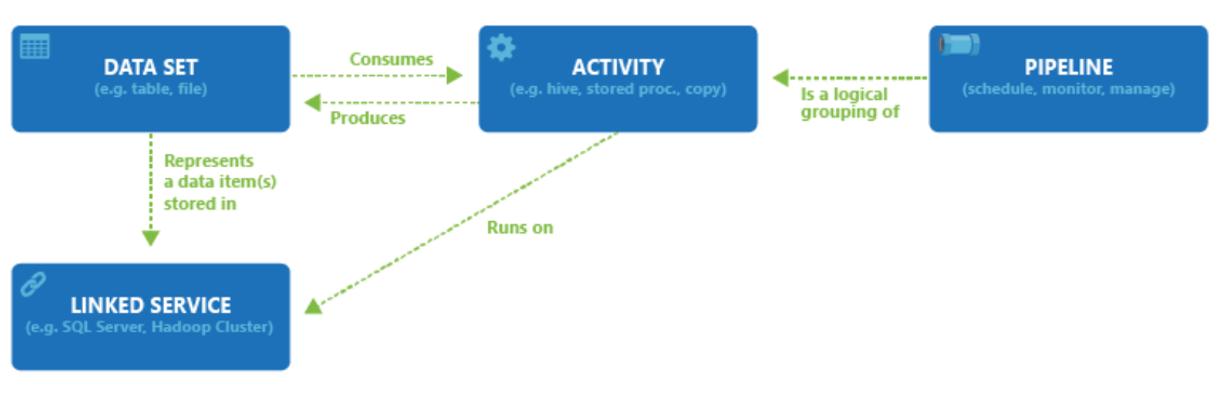 DATA SET
(e.g. table, file)
Consumes
Produces
ACTIVITY
(e.g. hive, stored proc., copy)
Is a logical
grouping of
PIPELINE
(schedule, monitor, manage)
Represents
a data item(s)
stored in
Runs on
LINKED SERVICE
(e.g. SQL Server, Hadoop Cluster)